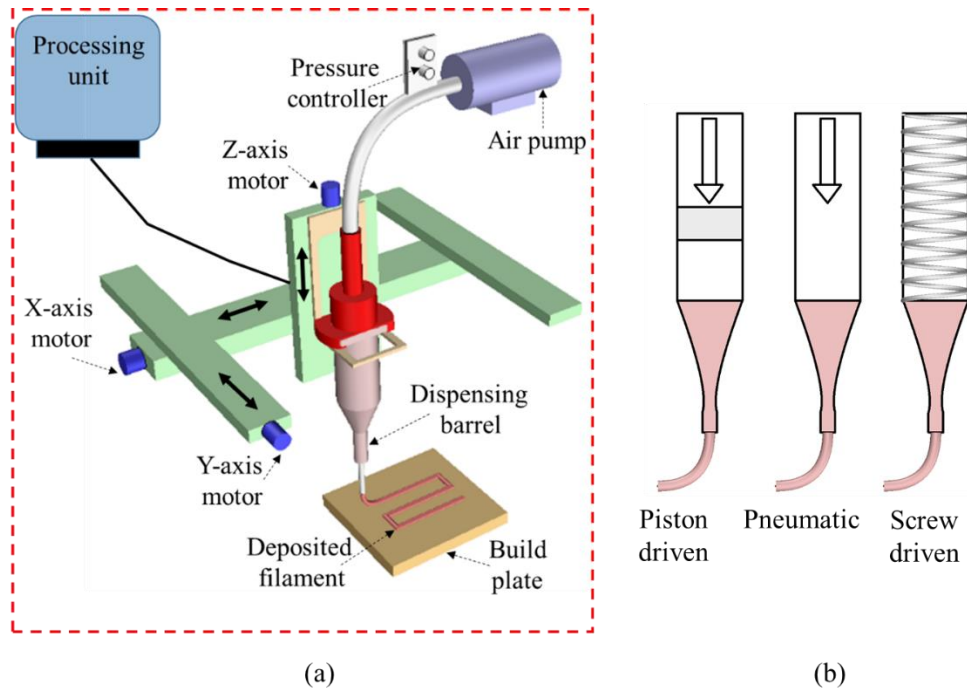 Processing
unit
Pressure
controller
Air pump
Z-axis
motor
X-axis
motor
Y-axis
motor
Dispensing
barrel
Deposited
filament
Build
plate
(a)
Piston
driven
Pneumatic
Screw
driven
(b)